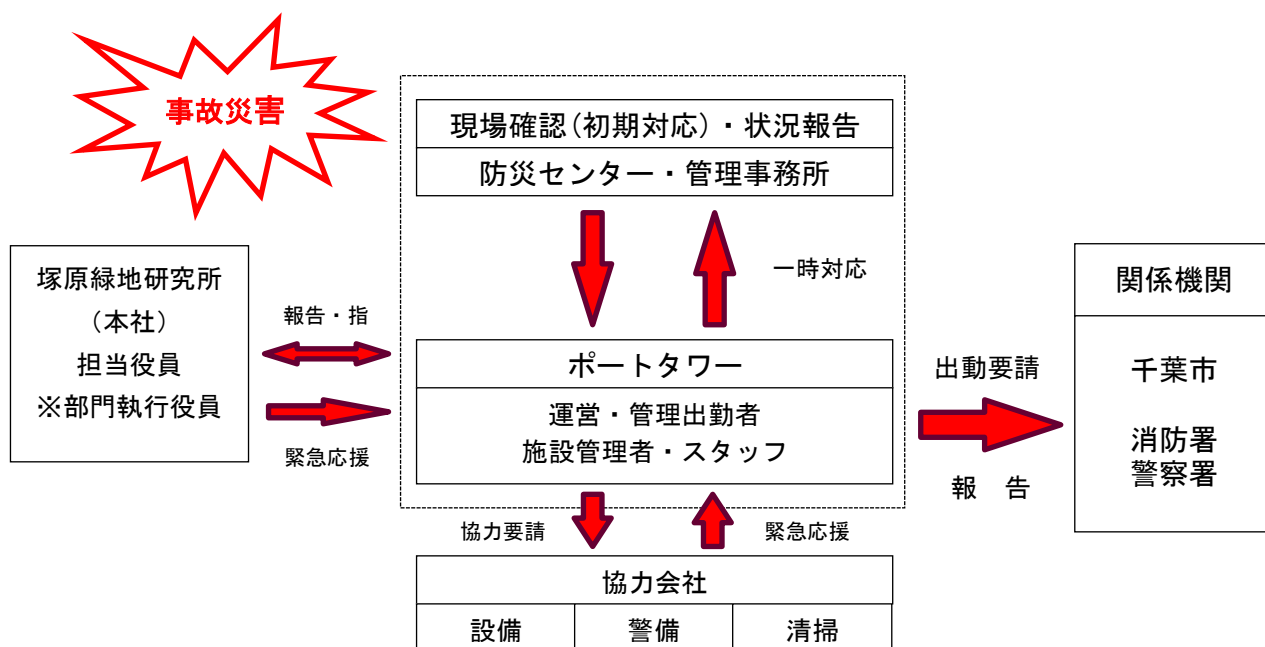 事故災害
現場確認(初期対応)・状況報告
防災センター・管理事務所
一時対応
塚原緑地研究所
(本社)
担当役員
※部門執行役員
報告・指
緊急応援
ポートタワー
運営・管理出勤者
施設管理者・スタッフ
出動要請
報 告
関係機関
千葉市
消防署
警察署
協力要請
緊急応援
協力会社
設備
警備
清掃